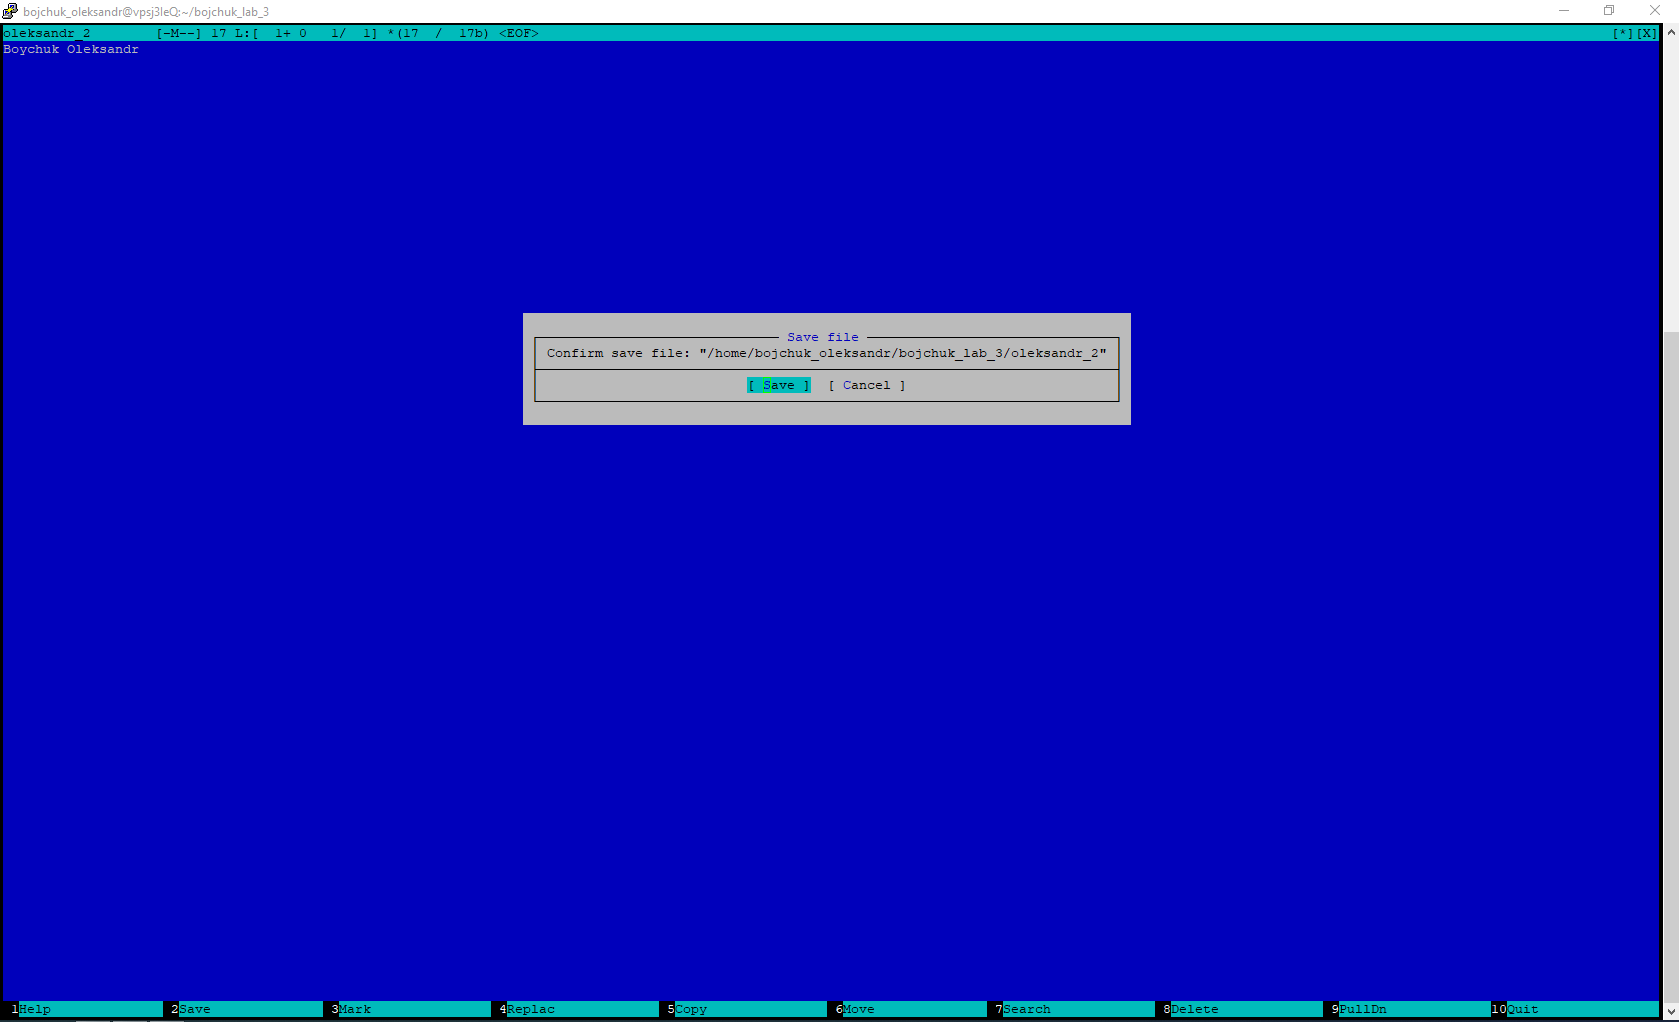 bojchuk_oleksandr@vpsj3leQ:~/bojchuk_lab_3
oleksandr_2 [-M--] 17 L:[ 1+ 0 1/ 1] *(17 / 17b) <EOF> [*][X]
Boychuk Oleksandr
Save file
Confirm save file: "/home/bojchuk_oleksandr/bojchuk_lab_3/oleksandr_2"
[ Save ] [ Cancel ]
1Help 2Save 3Mark 4Replac 5Copy 6Move 7Search 8Delete 9PullDn 10Quit